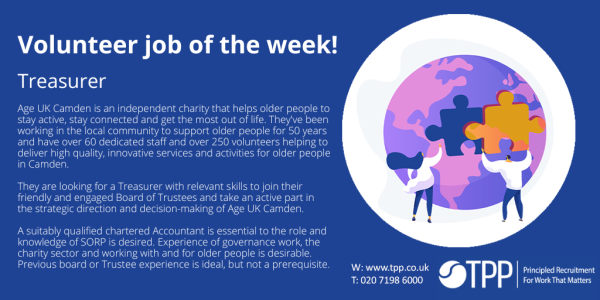 Volunteer job of the week!
Treasurer
Age UK Camden is an independent charity that helps older people to
stay active, stay connected and get the most out of life. They've been
working in the local community to support older people for 50 years
and have over 60 dedicated staff and over 250 volunteers helping to
deliver high quality, innovative services and activities for older people
in Camden.
They are looking for a Treasurer with relevant skills to join their
friendly and engaged Board of Trustees and take an active part in
the strategic direction and decision-making of Age UK Camden.
A suitably qualified chartered Accountant is essential to the role and
knowledge of SORP is desired. Experience of governance work, the
charity sector and working with and for older people is desirable.
Previous board or Trustee experience is ideal, but not a prerequisite.
W: www.tpp.co.uk
T: 020 7198 6000
TPP
Principled Recruitment
For Work That Matters